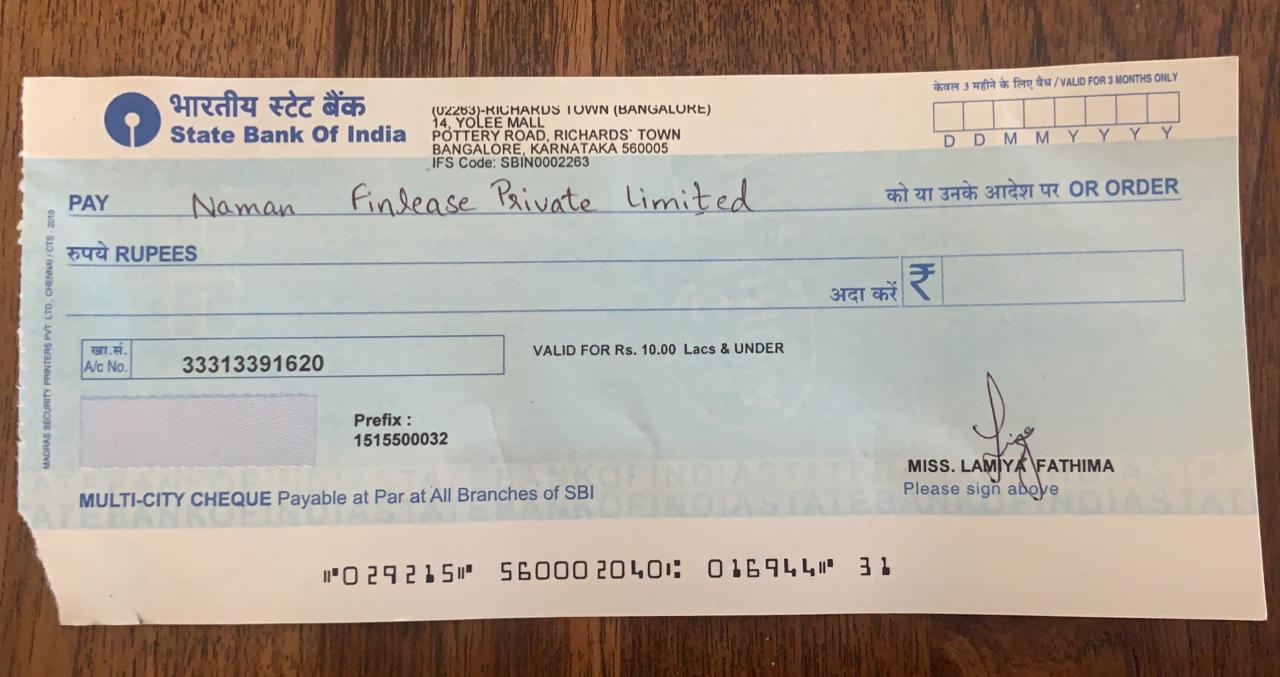 भारतीय स्टेट बैंक
State Bank Of India
(02263)-RICHARDS TOWN (BANGALORE)
14, YOLEE MALL
POTTERY ROAD, RICHARDS' TOWN
BANGALORE, KARNATAKA 560005
IFS Code: SBIN0002263
केवल 3 महीने के लिए वैध / VALID FOR 3 MONTHS ONLY
D D M M Y Y Y Y
PAY Naman Finlease Private Limited को या उनके आदेश पर OR ORDER
रुपये RUPEES
अदा करें ₹
खा.सं.
A/c No. 33313391620
VALID FOR Rs. 10.00 Lacs & UNDER
Prefix :
1515500032
MISS. LAMIYA FATHIMA
Please sign above
MULTI-CITY CHEQUE Payable at Par at All Branches of SBI
⑈029215⑈ 560002040⑆ 016944⑈ 31
MADRAS SECURITY PRINTERS PVT. LTD., CHENNAI / CTS - 2010